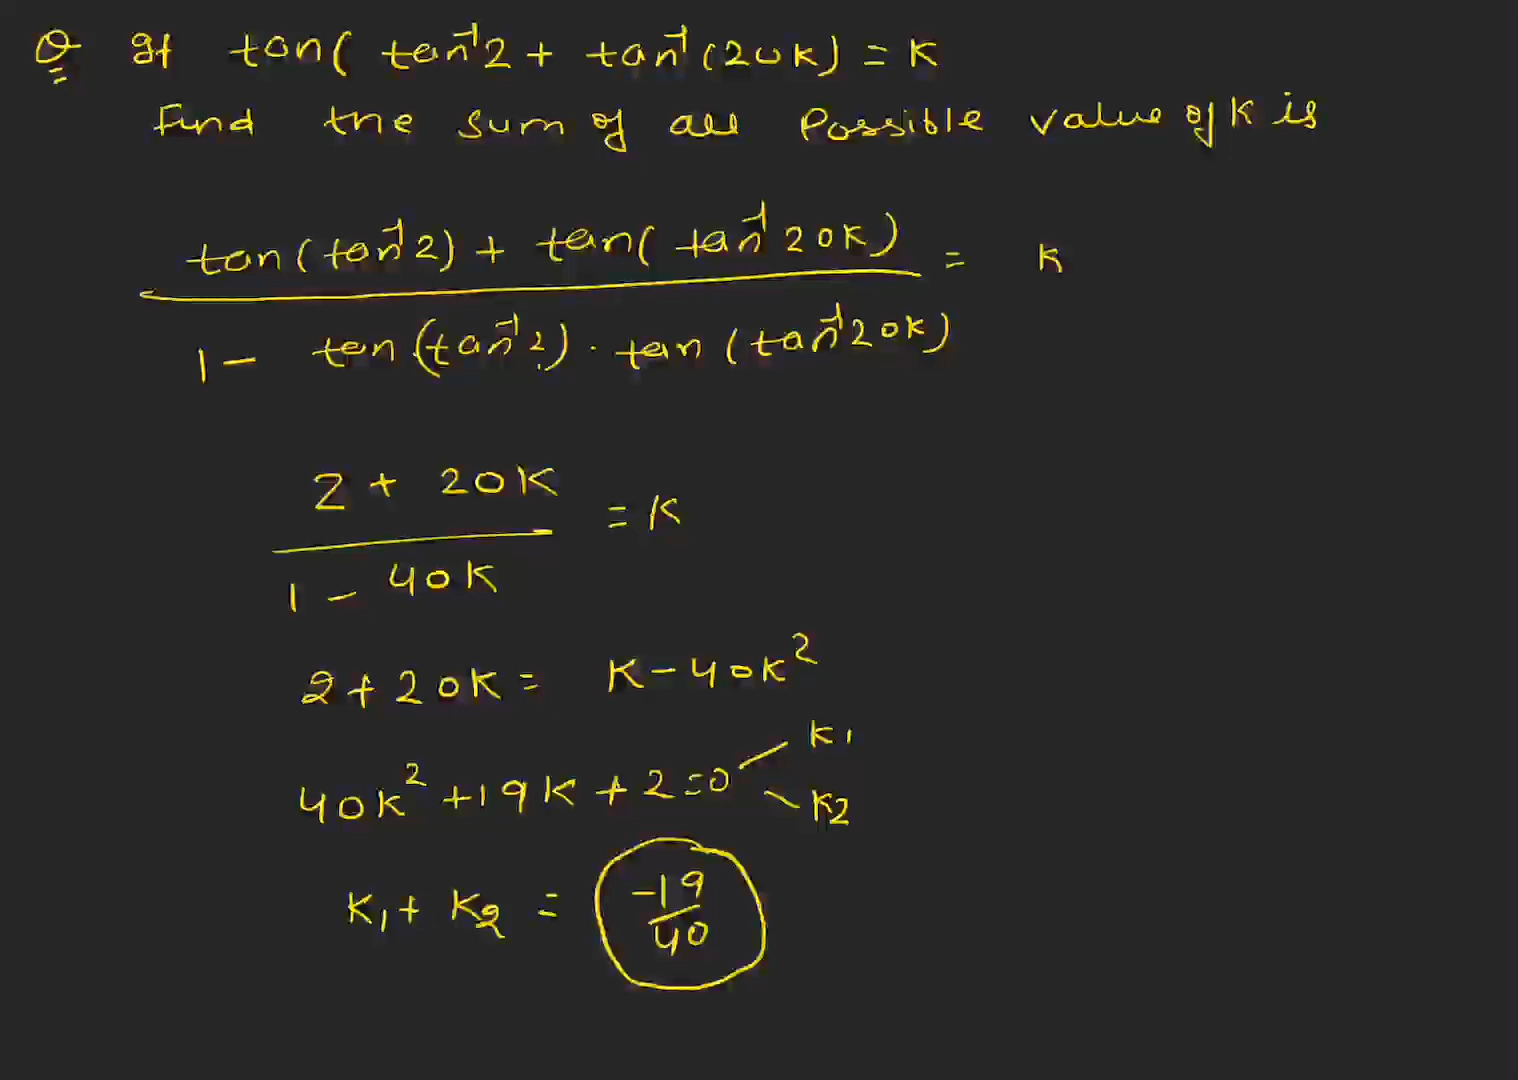 Q If tan( tan⁻¹2 + tan⁻¹(20K) = K
Find the sum of all Possible value of K is
tan(tan⁻¹2) + tan( tan⁻¹20K) = K
1 - tan(tan⁻¹2) . tan(tan⁻¹20K)
2 + 20K = K
1 - 40K
2 + 20K = K - 40K²
40K² + 19K + 2 = 0 K1 K2
K1 + K2 = -19/40